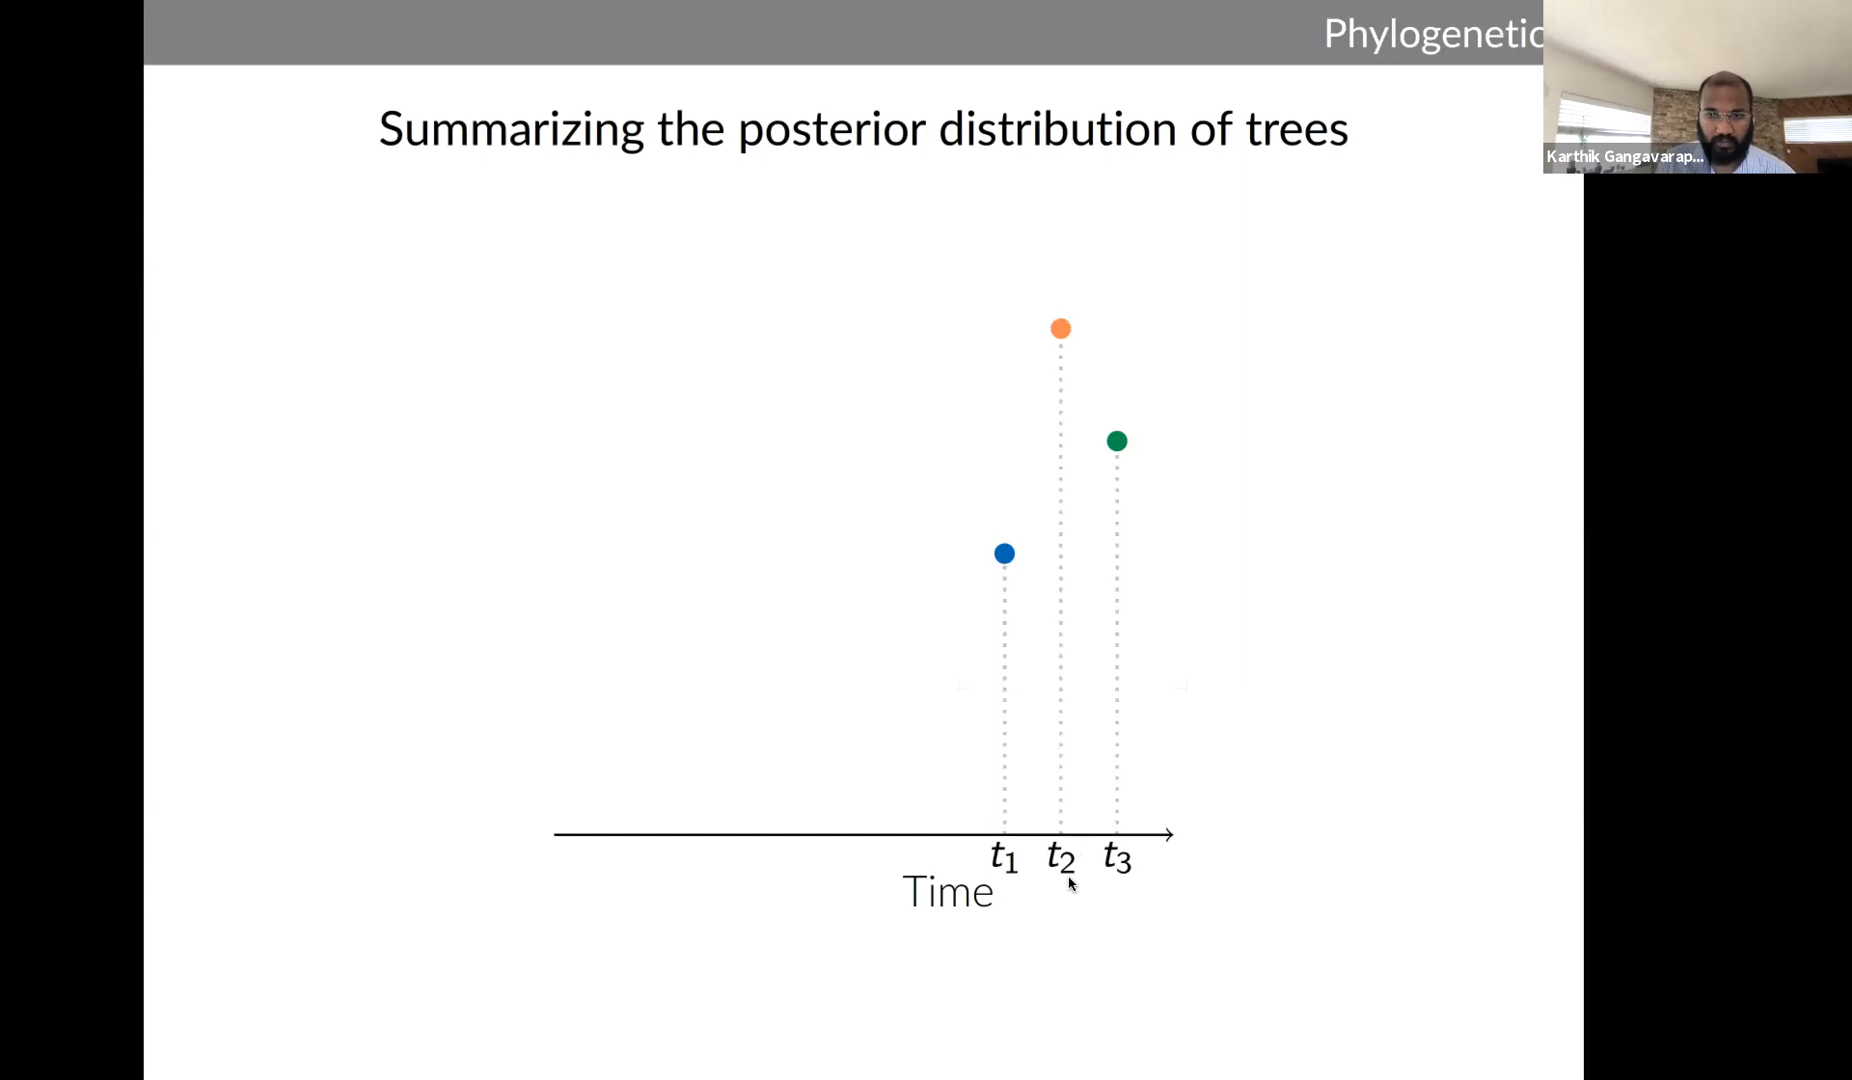 Phylogenetic
Karthik Gangavarap...
Summarizing the posterior distribution of trees
t1 t2 t3
Time